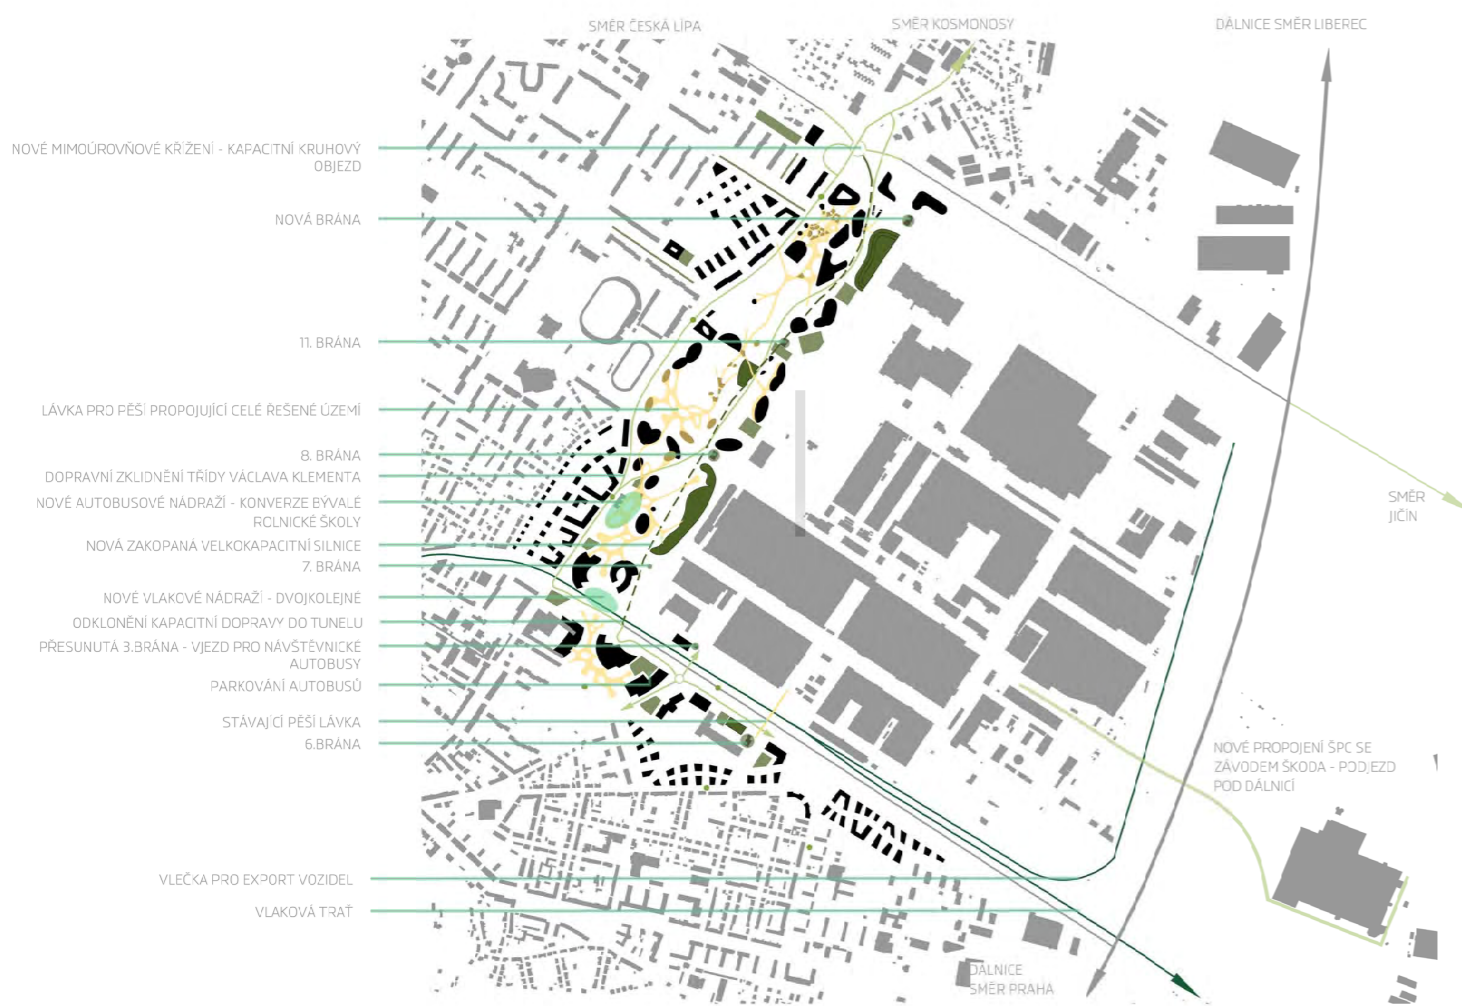 SMĚR ČESKÁ LÍPA
SMĚR KOSMONOSY
DÁLNICE SMĚR LIBEREC
NOVÉ MIMOÚROVŇOVÉ KŘÍŽENÍ - KAPACITNÍ KRUHOVÝ
OBJEZD
NOVÁ BRÁNA
11. BRÁNA
LÁVKA PRO PĚŠÍ PROPOJUJÍCÍ CELÉ ŘEŠENÉ ÚZEMÍ
8. BRÁNA
DOPRAVNÍ ZKLIDNĚNÍ TŘÍDY VÁCLAVA KLEMENTA
NOVÉ AUTOBUSOVÉ NÁDRAŽÍ - KONVERZE BÝVALÉ
ROLNICKÉ ŠKOLY
NOVÁ ZAKOPANÁ VELKOKAPACITNÍ SILNICE
7. BRÁNA
NOVÉ VLAKOVÉ NÁDRAŽÍ - DVOJKOLEJNÉ
ODKLONĚNÍ KAPACITNÍ DOPRAVY DO TUNELU
PŘESUNUTÁ 3.BRÁNA - VJEZD PRO NÁVŠTĚVNICKÉ
AUTOBUSY
PARKOVÁNÍ AUTOBUSŮ
STÁVAJÍCÍ PĚŠÍ LÁVKA
6.BRÁNA
SMĚR
JIČÍN
NOVÉ PROPOJENÍ ŠPC SE
ZÁVODEM ŠKODA - PODJEZD
POD DÁLNICÍ
VLEČKA PRO EXPORT VOZIDEL
VLAKOVÁ TRAŤ
DÁLNICE
SMĚR PRAHA